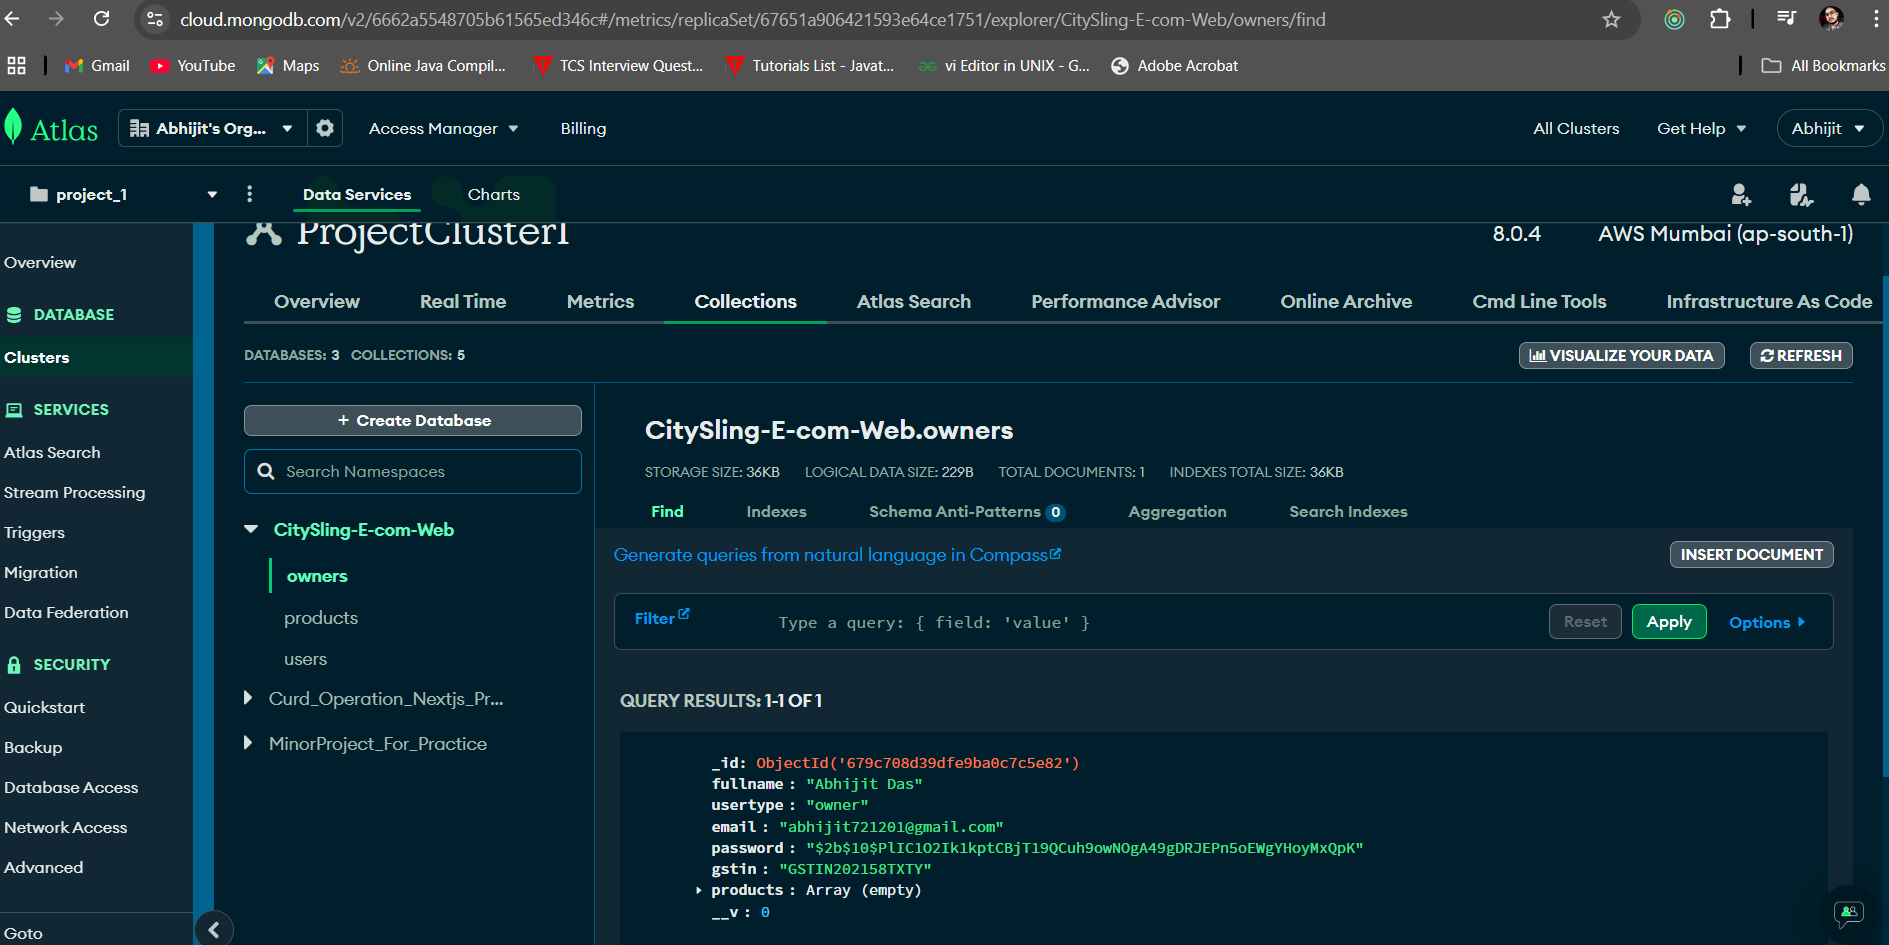 cloud.mongodb.com/v2/6662a5548705b61565ed346c#/metrics/replicaSet/67651a906421593e64ce1751/explorer/CitySling-E-com-Web/owners/find
Gmail YouTube Maps Online Java Compil... TCS Interview Quest... Tutorials List - Javat... vi Editor in UNIX - G... Adobe Acrobat All Bookmarks
Atlas Abhijit's Org... Access Manager Billing All Clusters Get Help Abhijit
project_1 Data Services Charts
ProjectCluster1 8.0.4 AWS Mumbai (ap-south-1)
Overview
DATABASE
Clusters
SERVICES
Atlas Search
Stream Processing
Triggers
Migration
Data Federation
SECURITY
Quickstart
Backup
Database Access
Network Access
Advanced
Goto
Overview Real Time Metrics Collections Atlas Search Performance Advisor Online Archive Cmd Line Tools Infrastructure As Code
DATABASES: 3 COLLECTIONS: 5 VISUALIZE YOUR DATA REFRESH
+ Create Database
Search Namespaces
CitySling-E-com-Web
owners
products
users
Curd_Operation_Nextjs_Pr...
MinorProject_For_Practice
CitySling-E-com-Web.owners
STORAGE SIZE: 36KB LOGICAL DATA SIZE: 229B TOTAL DOCUMENTS: 1 INDEXES TOTAL SIZE: 36KB
Find Indexes Schema Anti-Patterns 0 Aggregation Search Indexes
Generate queries from natural language in Compass INSERT DOCUMENT
Filter Type a query: { field: 'value' } Reset Apply Options
QUERY RESULTS: 1-1 OF 1
_id: ObjectId('679c708d39dfe9ba0c7c5e82')
fullname : "Abhijit Das"
usertype : "owner"
email : "abhijit721201@gmail.com"
password : "$2b$10$PlIC1O2Ik1kptCBjT19QCuh9owNOgA49gDRJEPn5oEWgYHoyMxQpK"
gstin : "GSTIN202158TXTY"
products : Array (empty)
__v : 0